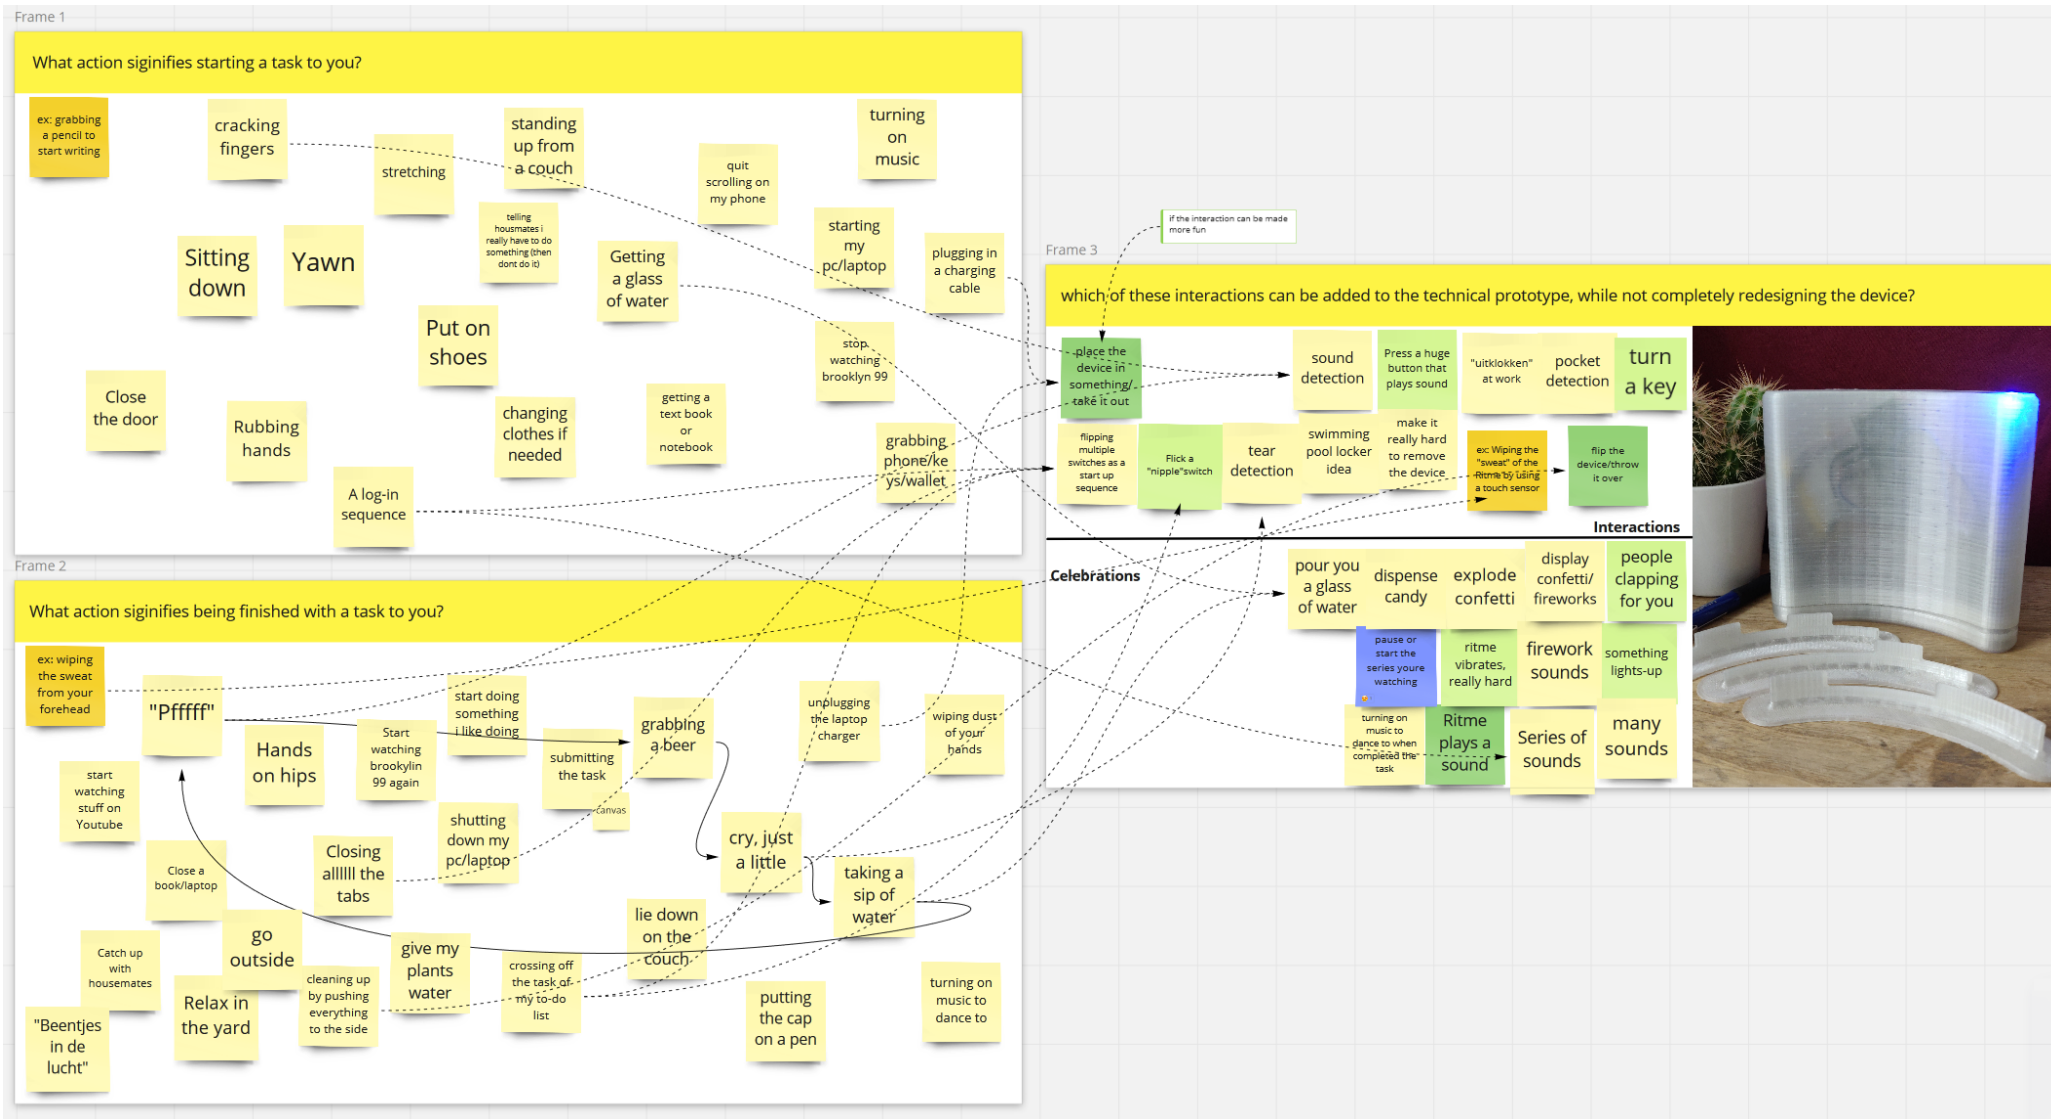 Frame 1
What action siginifies starting a task to you?
ex: grabbing
a pencil to
start writing
cracking
fingers
stretching
standing
up from
a couch
quit
scrolling on
my phone
turning
on
music
Sitting
down
Yawn
telling
housmates i
really have to do
something (then
dont do it)
Getting
a glass
of water
starting
my
pc/laptop
plugging in
a charging
cable
Put on
shoes
stop
watching
brooklyn 99
Close
the door
Rubbing
hands
changing
clothes if
needed
getting a
text book
or
notebook
grabbing
phone/ke
ys/wallet
A log-in
sequence
Frame 2
What action siginifies being finished with a task to you?
ex: wiping
the sweat
from your
forehead
"Pfffff"
Hands
on hips
Start
watching
brookylin
99 again
start doing
something
i like doing
submitting
the task
canvas
grabbing
a beer
unplugging
the laptop
charger
wiping dust
of your
hands
start
watching
stuff on
Youtube
shutting
down my
pc/laptop
cry, just
a little
Closing
allllll the
tabs
Close a
book/laptop
taking a
sip of
water
go
outside
lie down
on the
couch
give my
plants
water
Catch up
with
housemates
cleaning up
by pushing
everything
to the side
crossing off
the task of
my to-do
list
Relax in
the yard
putting
the cap
on a pen
turning on
music to
dance to
"Beentjes
in de
lucht"
if the interaction can be made
more fun
Frame 3
which of these interactions can be added to the technical prototype, while not completely redesigning the device?
place the
device in
something/
take it out
sound
detection
Press a huge
button that
plays sound
"uitklokken"
at work
pocket
detection
turn
a key
flipping
multiple
switches as a
start up
sequence
Flick a
"nipple"switch
tear
detection
swimming
pool locker
idea
make it
really hard
to remove
the device
ex: Wiping the
"sweat" of the
Ritme by using
a touch sensor
flip the
device/throw
it over
Interactions
Celebrations
pour you
a glass
of water
dispense
candy
explode
confetti
display
confetti/
fireworks
people
clapping
for you
pause or
start the
series youre
watching
ritme
vibrates,
really hard
firework
sounds
something
lights-up
turning on
music to
dance to when
completed the
task
Ritme
plays a
sound
Series of
sounds
many
sounds